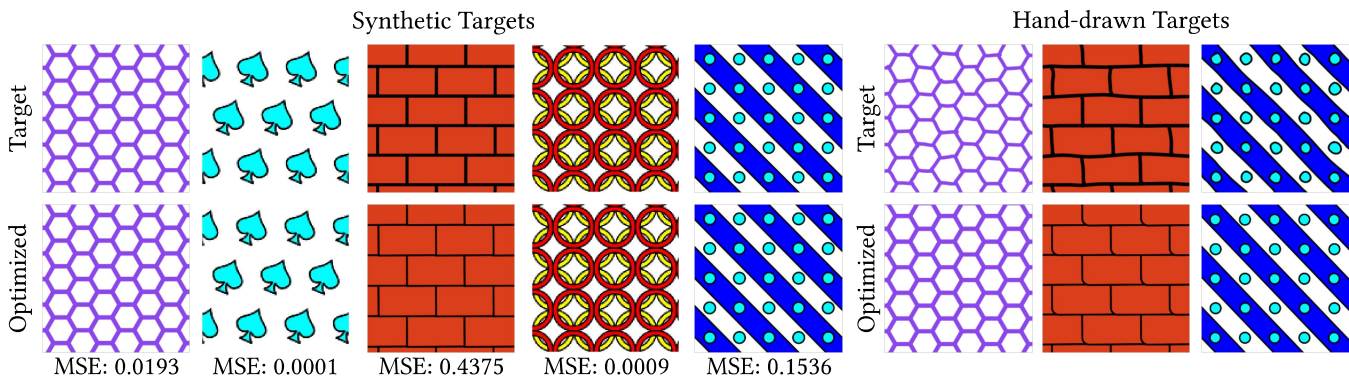 Synthetic Targets
Hand-drawn Targets
Target
Target
Optimized
Optimized
MSE: 0.0193 MSE: 0.0001 MSE: 0.4375 MSE: 0.0009 MSE: 0.1536